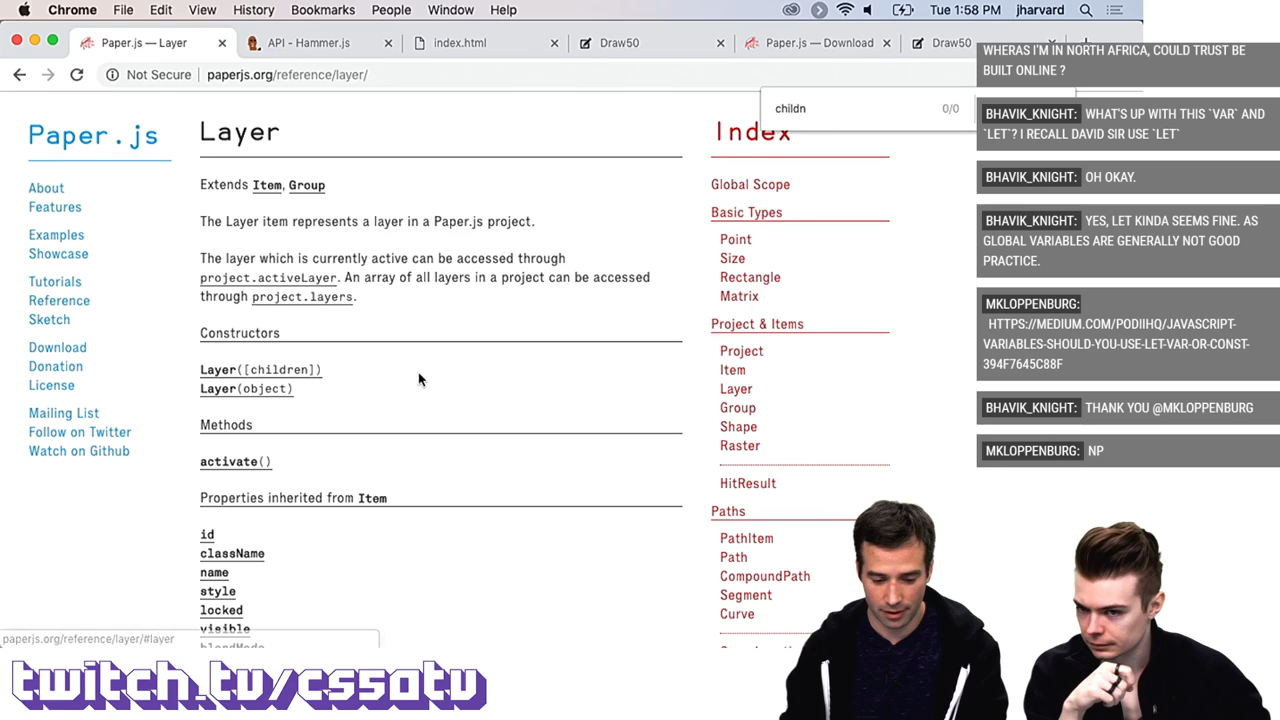 Chrome File Edit View History Bookmarks People Window Help Tue 1:58 PM jharvard
Paper.js — Layer API - Hammer.js index.html Draw50 Paper.js — Download Draw50
Not Secure paperjs.org/reference/layer/
childn 0/0
Paper.js
About
Features
Examples
Showcase
Tutorials
Reference
Sketch
Download
Donation
License
Mailing List
Follow on Twitter
Watch on Github
Layer
Extends Item, Group
The Layer item represents a layer in a Paper.js project.
The layer which is currently active can be accessed through
project.activeLayer. An array of all layers in a project can be accessed
through project.layers.
Constructors
Layer([children])
Layer(object)
Methods
activate()
Properties inherited from Item
id
className
name
style
locked
visible
blendMode
Index
Global Scope
Basic Types
Point
Size
Rectangle
Matrix
Project & Items
Project
Item
Layer
Group
Shape
Raster
HitResult
Paths
PathItem
Path
CompoundPath
Segment
Curve
WHERAS I'M IN NORTH AFRICA, COULD TRUST BE
BUILT ONLINE ?
BHAVIK_KNIGHT: WHAT'S UP WITH THIS `VAR` AND
`LET`? I RECALL DAVID SIR USE `LET`
BHAVIK_KNIGHT: OH OKAY.
BHAVIK_KNIGHT: YES, LET KINDA SEEMS FINE. AS
GLOBAL VARIABLES ARE GENERALLY NOT GOOD
PRACTICE.
MKLOPPENBURG:
HTTPS://MEDIUM.COM/PODIIHQ/JAVASCRIPT-
VARIABLES-SHOULD-YOU-USE-LET-VAR-OR-CONST-
394F7645C88F
BHAVIK_KNIGHT: THANK YOU @MKLOPPENBURG
MKLOPPENBURG: NP
paperjs.org/reference/layer/#layer
twitch.tv/cs50tv